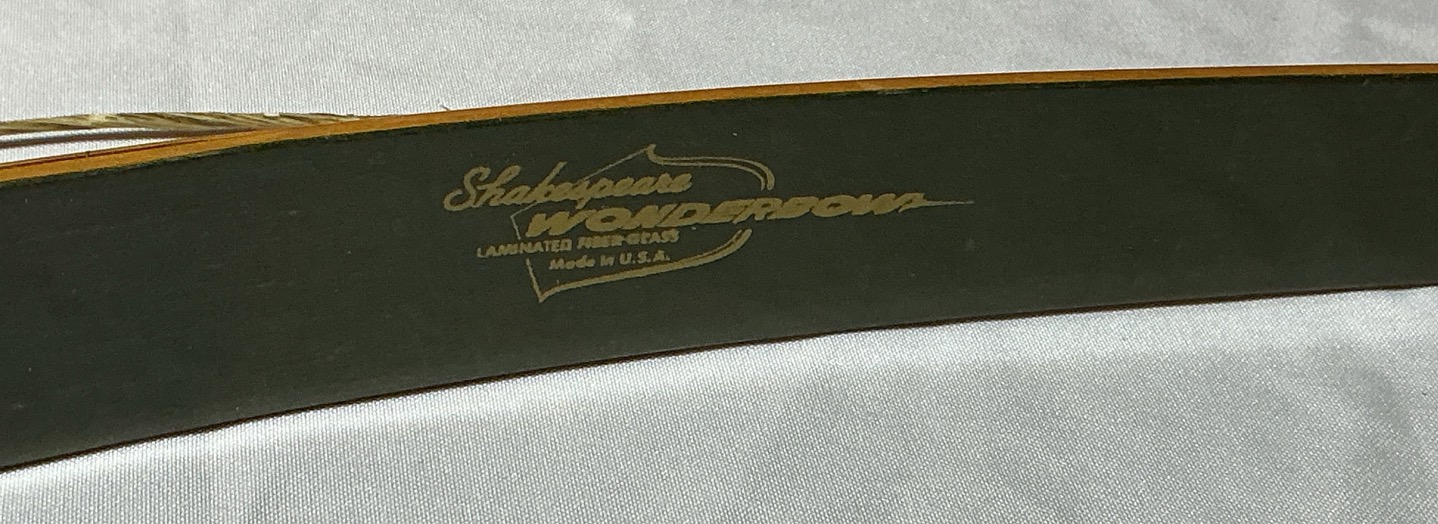 Shakespeare
WONDERBOW
LAMINATED FIBER-GLASS
Made in U.S.A.